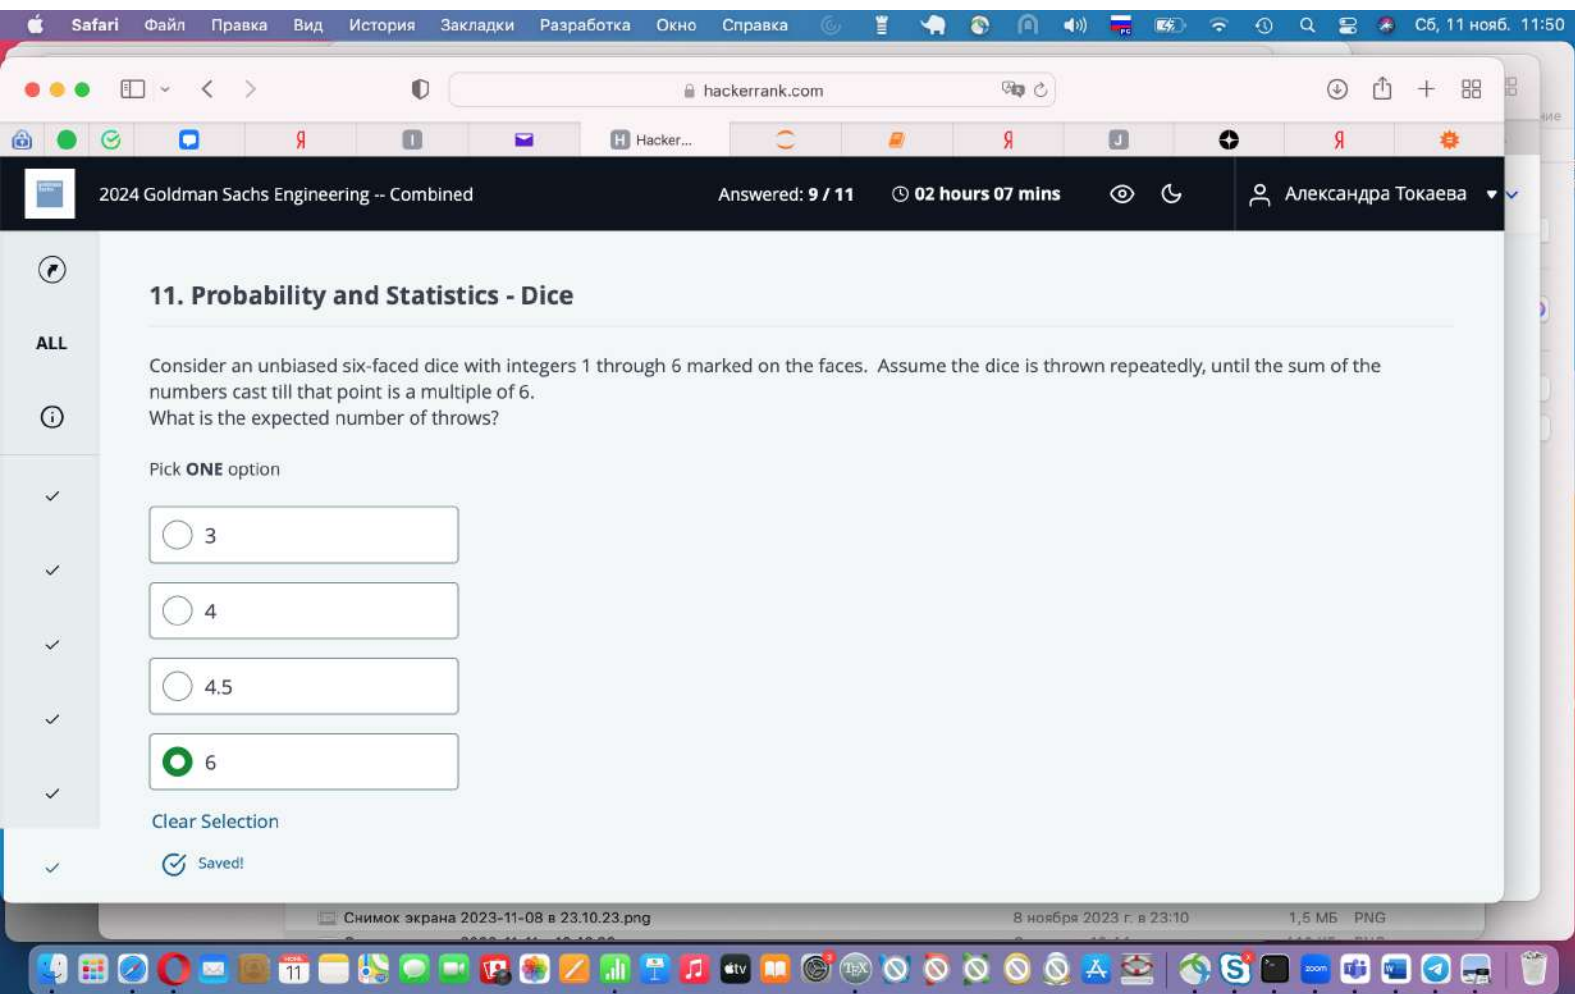 Safari Файл Правка Вид История Закладки Разработка Окно Справка Сб, 11 нояб. 11:50
hackerrank.com
Я I H Hacker... Я J Я
2024 Goldman Sachs Engineering -- Combined Answered: 9 / 11 02 hours 07 mins Александра Токаева
11. Probability and Statistics - Dice
ALL
Consider an unbiased six-faced dice with integers 1 through 6 marked on the faces. Assume the dice is thrown repeatedly, until the sum of the
numbers cast till that point is a multiple of 6.
What is the expected number of throws?
Pick ONE option
3
4
4.5
6
Clear Selection
Saved!
Снимок экрана 2023-11-08 в 23.10.23.png 8 ноября 2023 г. в 23:10 1,5 МБ PNG
11 tv TEX zoom